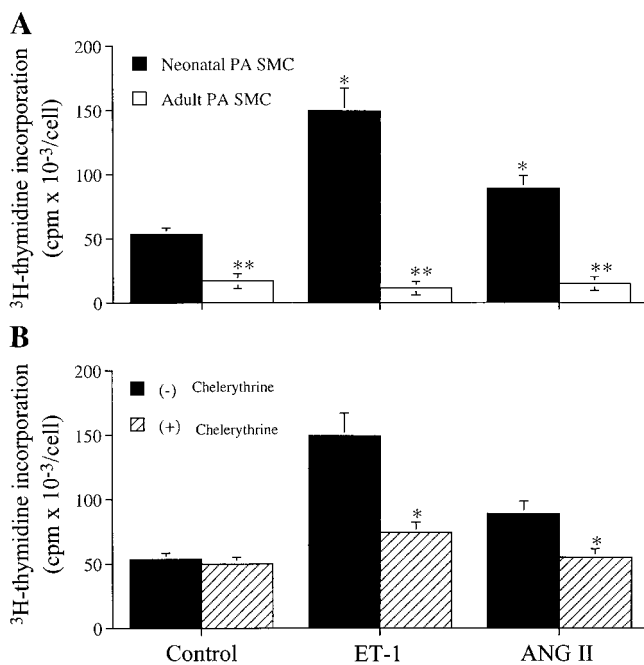 A
200
150
100
50
0
³H-thymidine incorporation
(cpm x 10⁻³/cell)
Neonatal PA SMC
Adult PA SMC
*
*
**
**
**
B
200
150
100
50
0
³H-thymidine incorporation
(cpm x 10⁻³/cell)
(-) Chelerythrine
(+) Chelerythrine
*
*
Control ET-1 ANG II